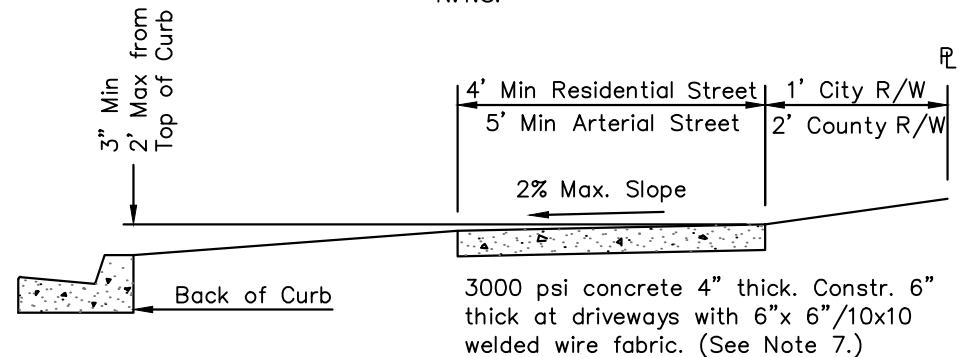 3" Min
2' Max from
Top of Curb
4' Min Residential Street
5' Min Arterial Street
1' City R/W
2' County R/W
PL
2% Max. Slope
Back of Curb
3000 psi concrete 4" thick. Constr. 6"
thick at driveways with 6"x 6"/10x10
welded wire fabric. (See Note 7.)